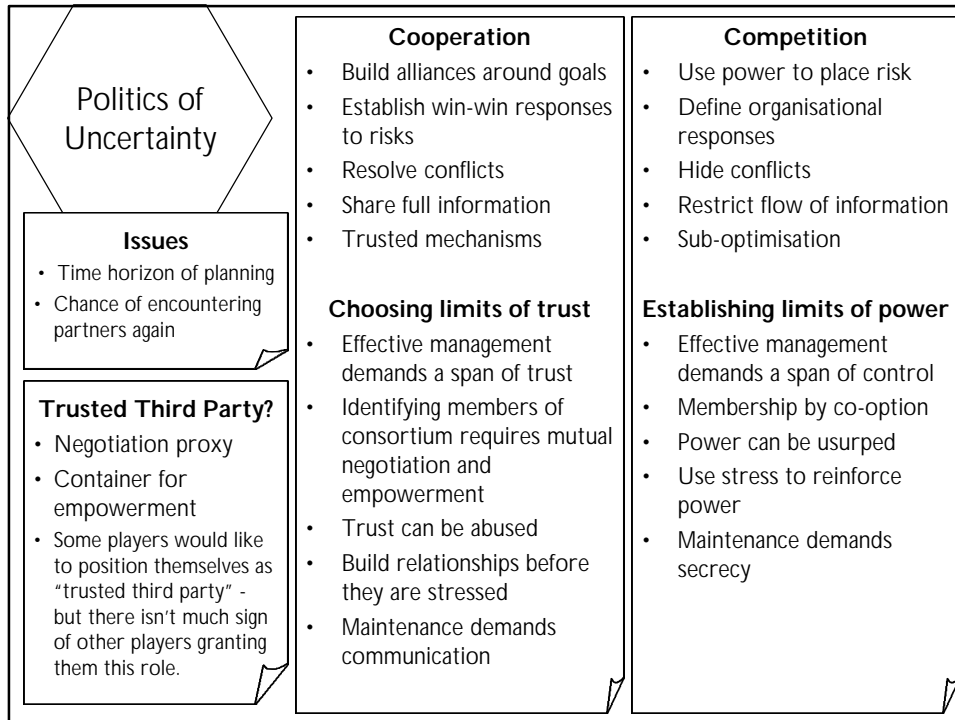 Politics of
Uncertainty
Issues
• Time horizon of planning
• Chance of encountering
partners again
Trusted Third Party?
• Negotiation proxy
• Container for
empowerment
• Some players would like
to position themselves as
“trusted third party” -
but there isn’t much sign
of other players granting
them this role.
Cooperation
• Build alliances around goals
• Establish win-win responses
to risks
• Resolve conflicts
• Share full information
• Trusted mechanisms
Choosing limits of trust
• Effective management
demands a span of trust
• Identifying members of
consortium requires mutual
negotiation and
empowerment
• Trust can be abused
• Build relationships before
they are stressed
• Maintenance demands
communication
Competition
• Use power to place risk
• Define organisational
responses
• Hide conflicts
• Restrict flow of information
• Sub-optimisation
Establishing limits of power
• Effective management
demands a span of control
• Membership by co-option
• Power can be usurped
• Use stress to reinforce
power
• Maintenance demands
secrecy